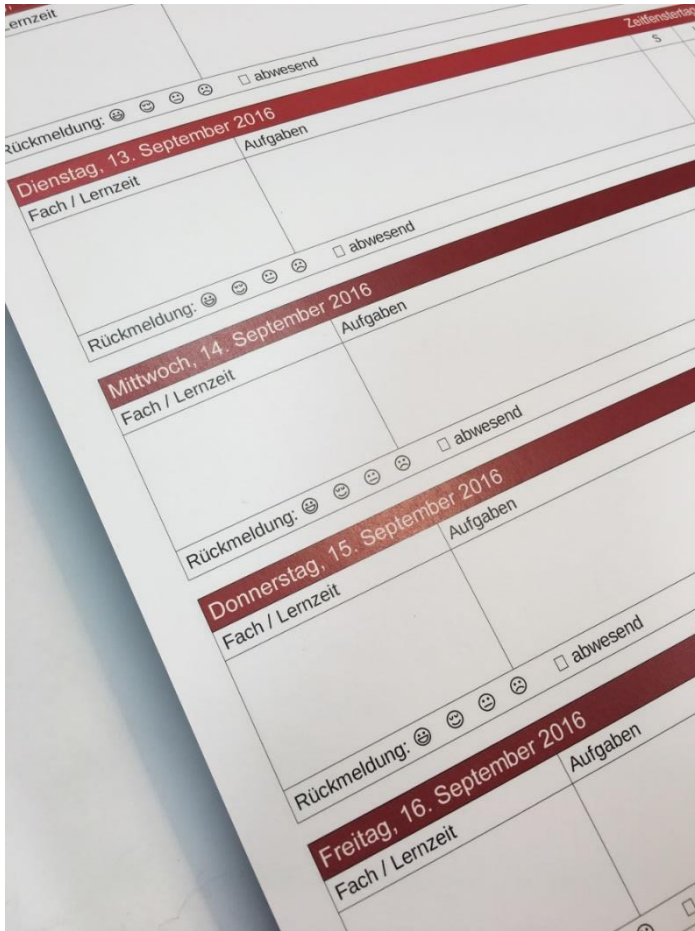 Lernzeit
Zeitfenstertag
S
Rückmeldung: 😃 😊 😐 ☹ □ abwesend
Dienstag, 13. September 2016
Fach / Lernzeit Aufgaben
Rückmeldung: 😃 😊 😐 ☹ □ abwesend
Mittwoch, 14. September 2016
Fach / Lernzeit Aufgaben
Rückmeldung: 😃 😊 😐 ☹ □ abwesend
Donnerstag, 15. September 2016
Fach / Lernzeit Aufgaben
Rückmeldung: 😃 😊 😐 ☹ □ abwesend
Freitag, 16. September 2016
Fach / Lernzeit Aufgaben